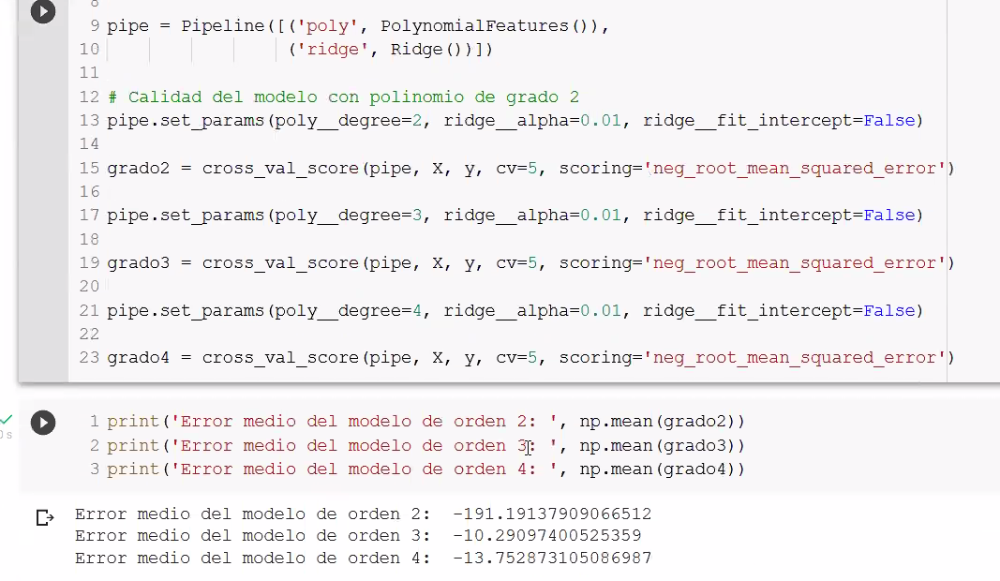 8
9 pipe = Pipeline([('poly', PolynomialFeatures()),
10 ('ridge', Ridge())])
11
12 # Calidad del modelo con polinomio de grado 2
13 pipe.set_params(poly__degree=2, ridge__alpha=0.01, ridge__fit_intercept=False)
14
15 grado2 = cross_val_score(pipe, X, y, cv=5, scoring='neg_root_mean_squared_error')
16
17 pipe.set_params(poly__degree=3, ridge__alpha=0.01, ridge__fit_intercept=False)
18
19 grado3 = cross_val_score(pipe, X, y, cv=5, scoring='neg_root_mean_squared_error')
20
21 pipe.set_params(poly__degree=4, ridge__alpha=0.01, ridge__fit_intercept=False)
22
23 grado4 = cross_val_score(pipe, X, y, cv=5, scoring='neg_root_mean_squared_error')
1 print('Error medio del modelo de orden 2: ', np.mean(grado2))
0s
2 print('Error medio del modelo de orden 3: ', np.mean(grado3))
3 print('Error medio del modelo de orden 4: ', np.mean(grado4))
Error medio del modelo de orden 2:  -191.19137909066512
Error medio del modelo de orden 3:  -10.29097400525359
Error medio del modelo de orden 4:  -13.752873105086987